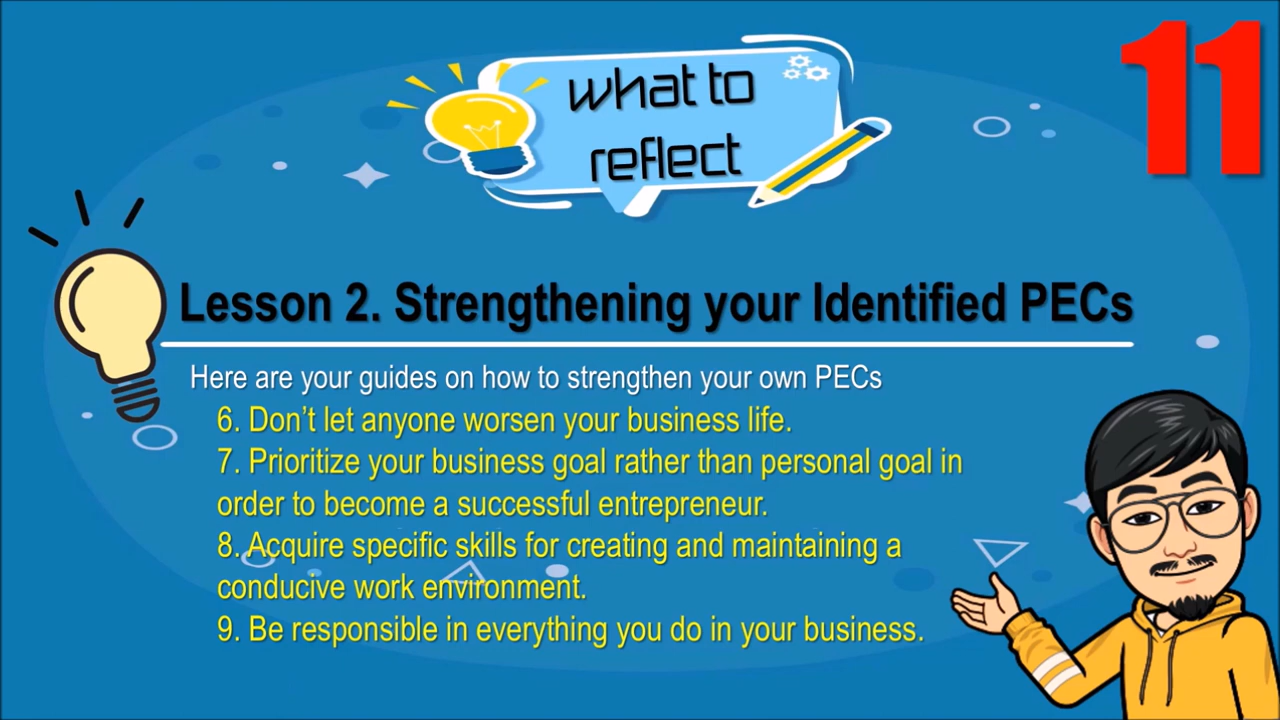 what to
reflect
11
Lesson 2. Strengthening your Identified PECs
Here are your guides on how to strengthen your own PECs
6. Don't let anyone worsen your business life.
7. Prioritize your business goal rather than personal goal in
order to become a successful entrepreneur.
8. Acquire specific skills for creating and maintaining a
conducive work environment.
9. Be responsible in everything you do in your business.